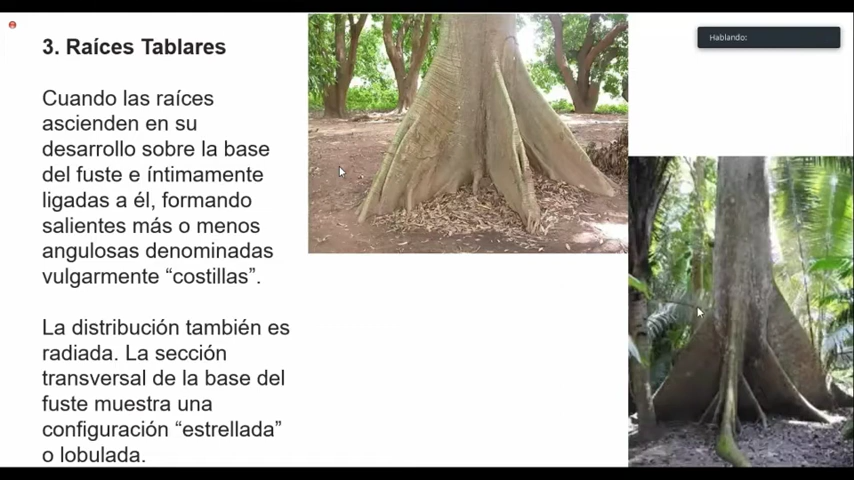 3. Raíces Tablares
Cuando las raíces
ascienden en su
desarrollo sobre la base
del fuste e íntimamente
ligadas a él, formando
salientes más o menos
angulosas denominadas
vulgarmente “costillas”.
La distribución también es
radiada. La sección
transversal de la base del
fuste muestra una
configuración “estrellada”
o lobulada.
Hablando: